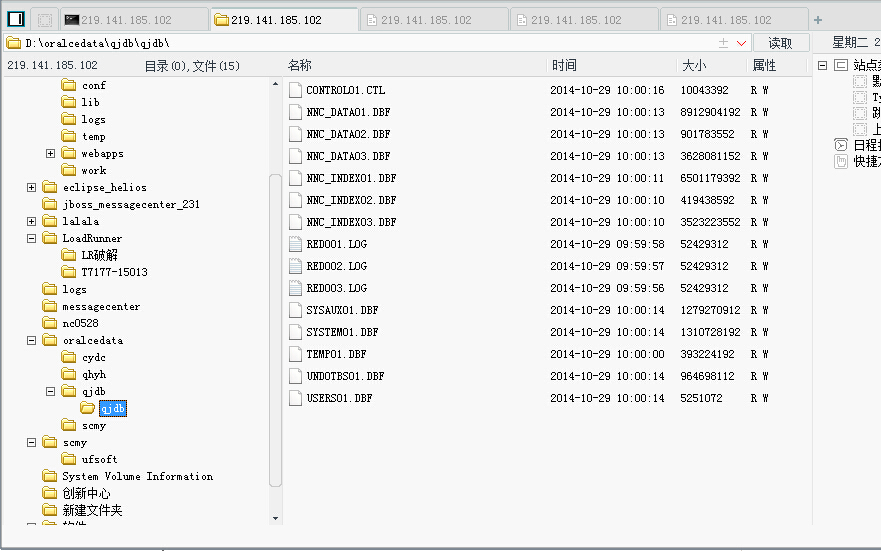 219.141.185.102 219.141.185.102 219.141.185.102 219.141.185.102 219.141.185.102 +
D:\oralcedata\qjdb\qjdb\ 读取 星期二 2
219.141.185.102 目录(0),文件(15) 名称 时间 大小 属性
conf
lib
logs
temp
webapps
work
eclipse_helios
jboss_messagecenter_231
lalala
LoadRunner
LR破解
T7177-15013
logs
messagecenter
nc0528
oralcedata
cydc
qhyh
qjdb
qjdb
scmy
scmy
ufsoft
System Volume Information
创新中心
新建文件夹
CONTROL01.CTL 2014-10-29 10:00:16 10043392 R W
NNC_DATA01.DBF 2014-10-29 10:00:13 8912904192 R W
NNC_DATA02.DBF 2014-10-29 10:00:13 901783552 R W
NNC_DATA03.DBF 2014-10-29 10:00:13 3628081152 R W
NNC_INDEX01.DBF 2014-10-29 10:00:11 6501179392 R W
NNC_INDEX02.DBF 2014-10-29 10:00:10 419438592 R W
NNC_INDEX03.DBF 2014-10-29 10:00:10 3523223552 R W
REDO01.LOG 2014-10-29 09:59:58 52429312 R W
REDO02.LOG 2014-10-29 09:59:57 52429312 R W
REDO03.LOG 2014-10-29 09:59:56 52429312 R W
SYSAUX01.DBF 2014-10-29 10:00:14 1279270912 R W
SYSTEM01.DBF 2014-10-29 10:00:14 1310728192 R W
TEMP01.DBF 2014-10-29 10:00:00 393224192 R W
UNDOTBS01.DBF 2014-10-29 10:00:14 964698112 R W
USERS01.DBF 2014-10-29 10:00:14 5251072 R W
站点
Ty
跳
上
日程
快捷